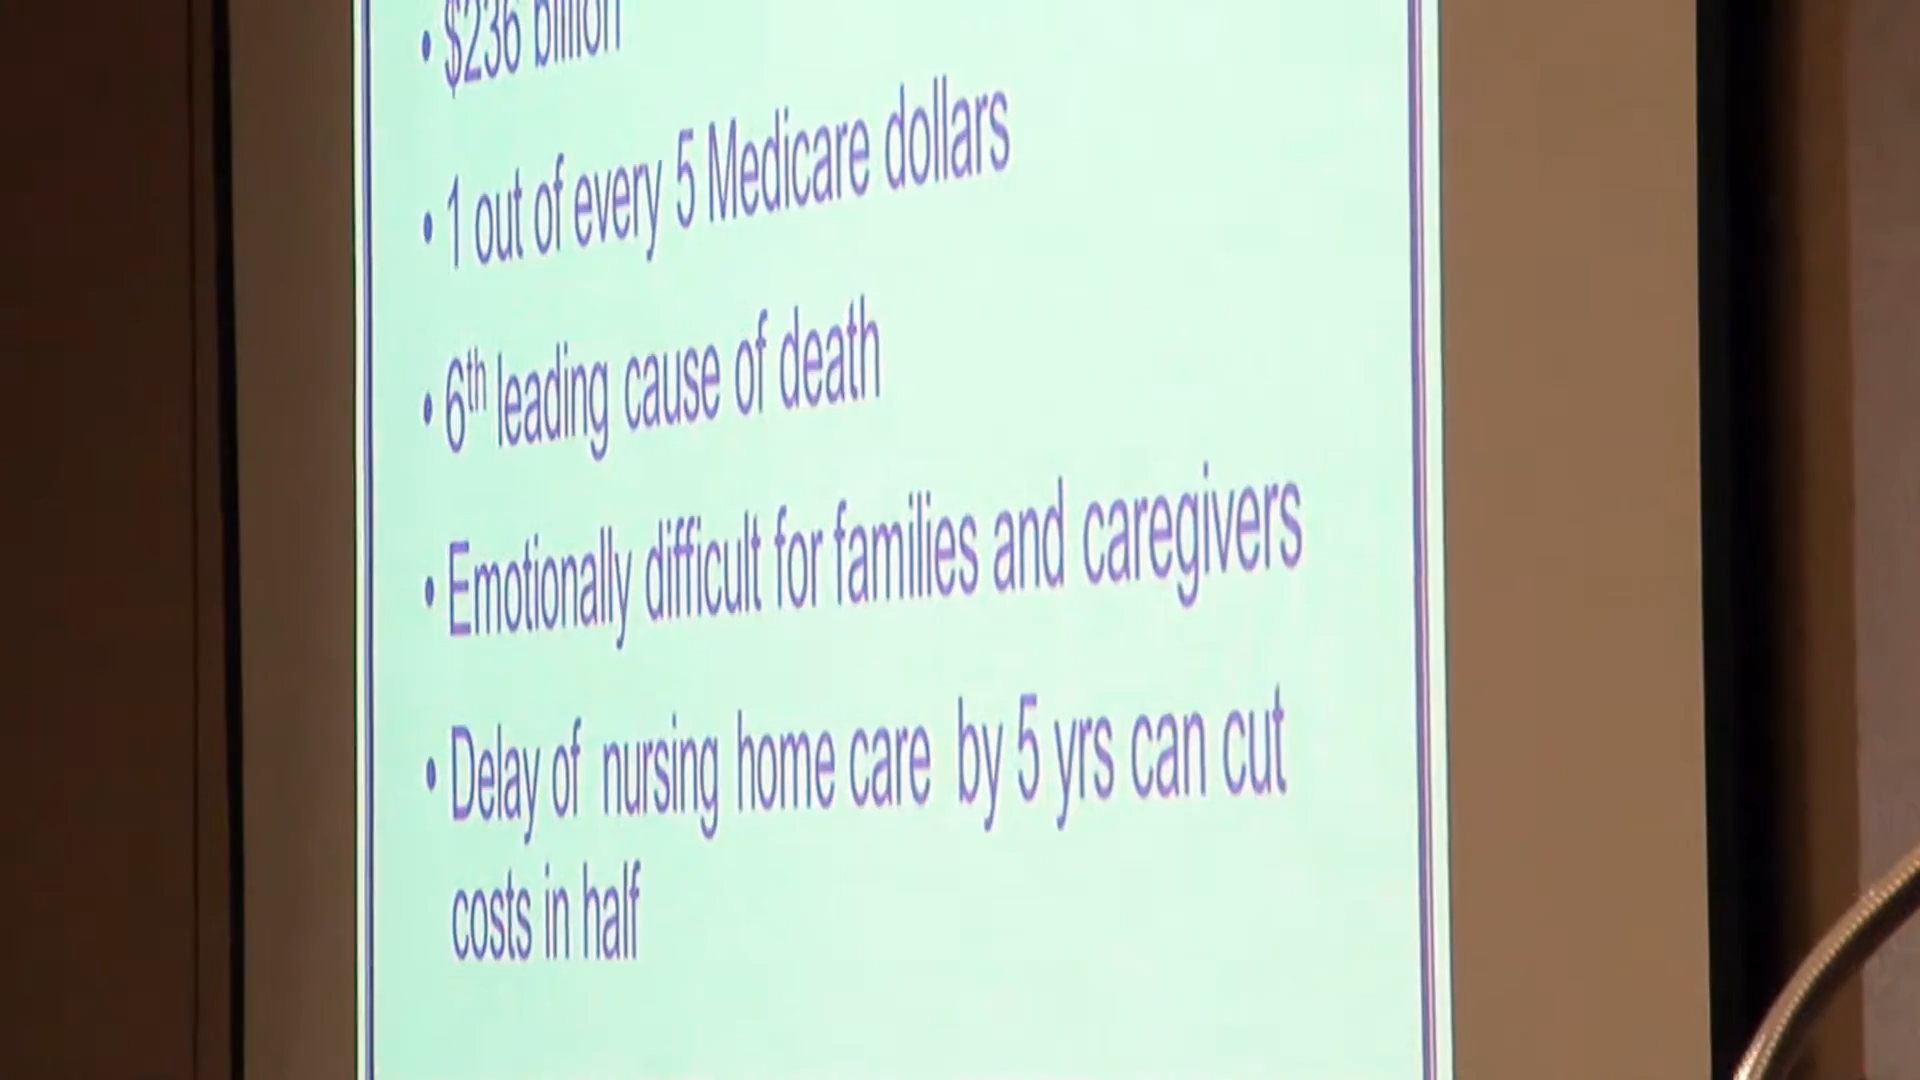 • $236 billion
• 1 out of every 5 Medicare dollars
• 6th leading cause of death
• Emotionally difficult for families and caregivers
• Delay of nursing home care by 5 yrs can cut
costs in half